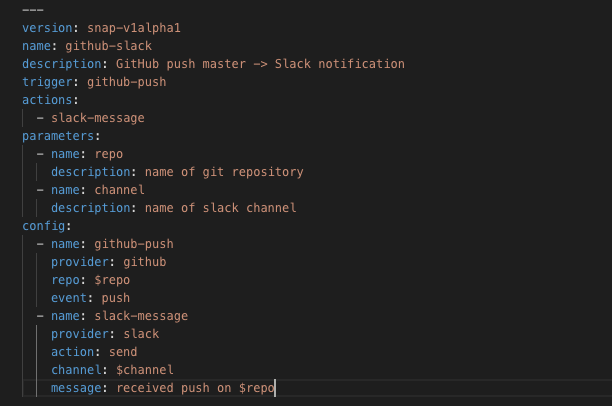 ---
version: snap-v1alpha1
name: github-slack
description: GitHub push master -> Slack notification
trigger: github-push
actions:
  - slack-message
parameters:
  - name: repo
    description: name of git repository
  - name: channel
    description: name of slack channel
config:
  - name: github-push
    provider: github
    repo: $repo
    event: push
  - name: slack-message
    provider: slack
    action: send
    channel: $channel
    message: received push on $repo